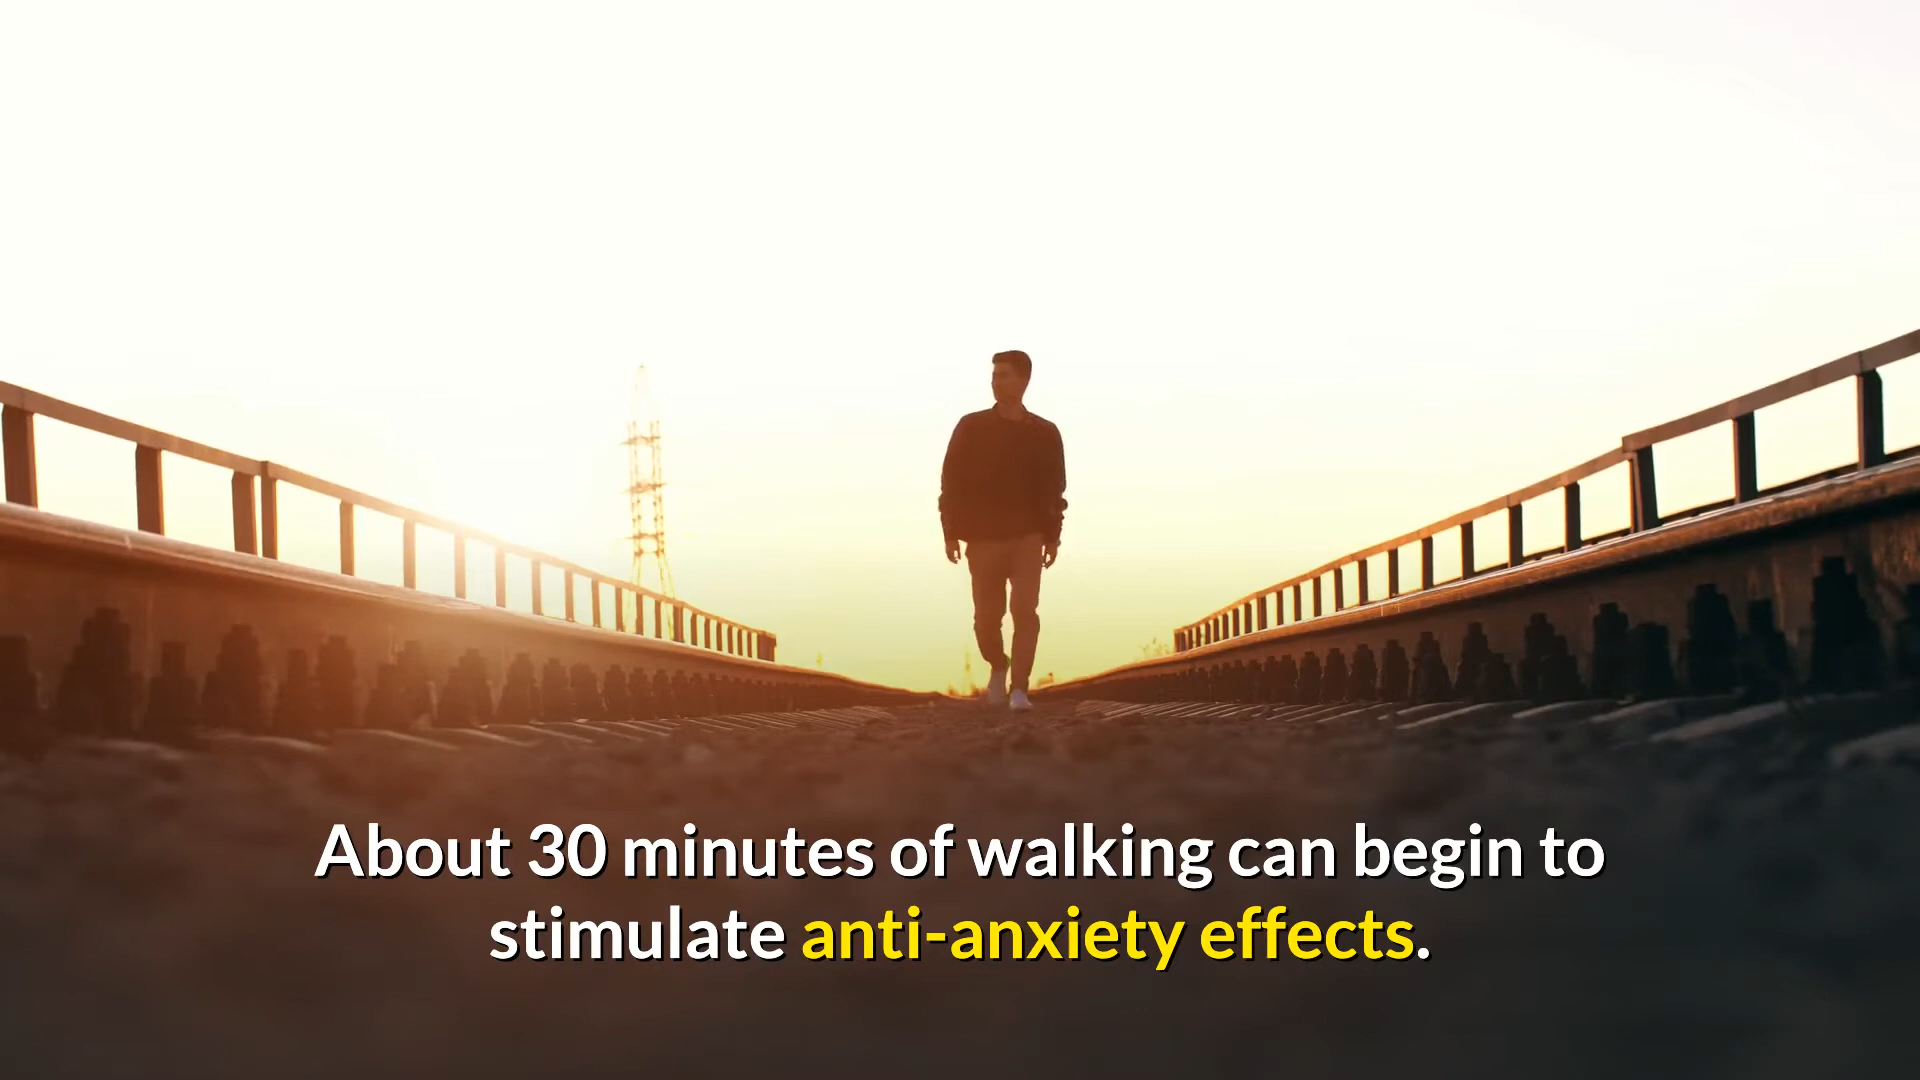 About 30 minutes of walking can begin to
stimulate anti-anxiety effects.